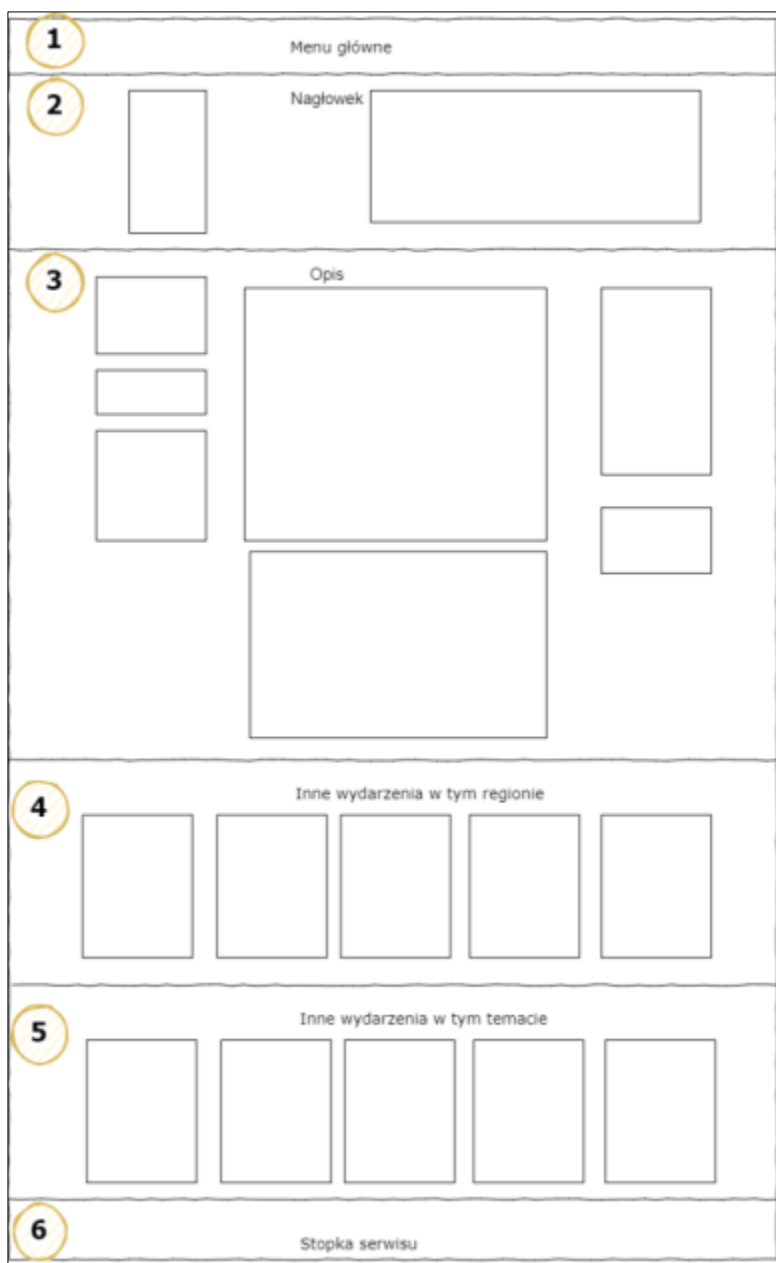 1
Menu główne
2
Nagłowek
3
Opis
4
Inne wydarzenia w tym regionie
5
Inne wydarzenia w tym temacie
6
Stopka serwisu